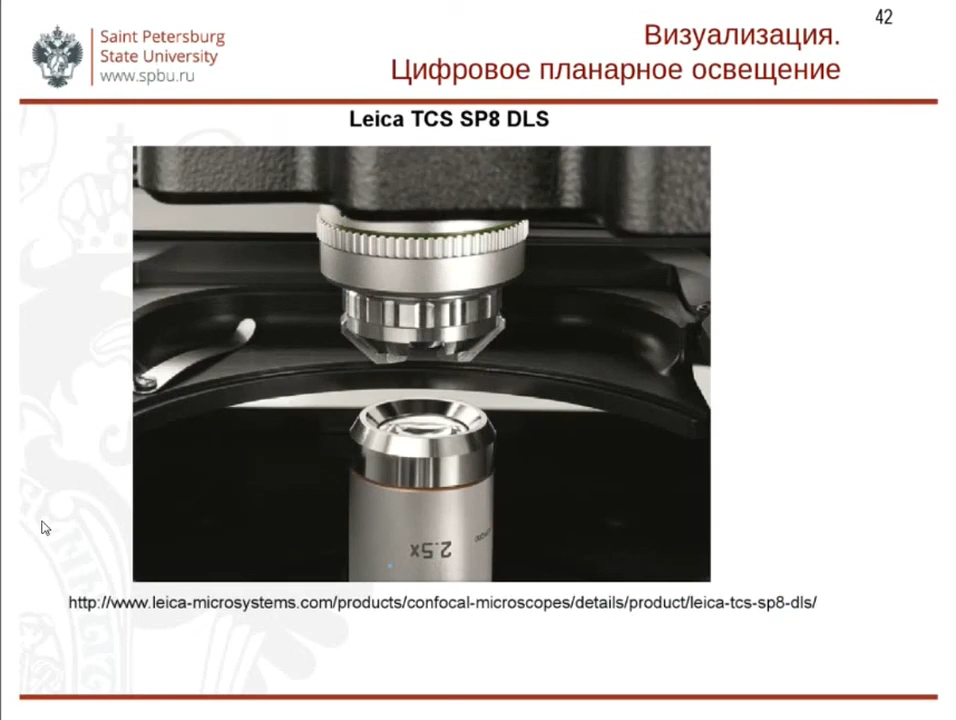 42
Saint Petersburg
State University
www.spbu.ru
Визуализация.
Цифровое планарное освещение
Leica TCS SP8 DLS
2.5x
http://www.leica-microsystems.com/products/confocal-microscopes/details/product/leica-tcs-sp8-dls/